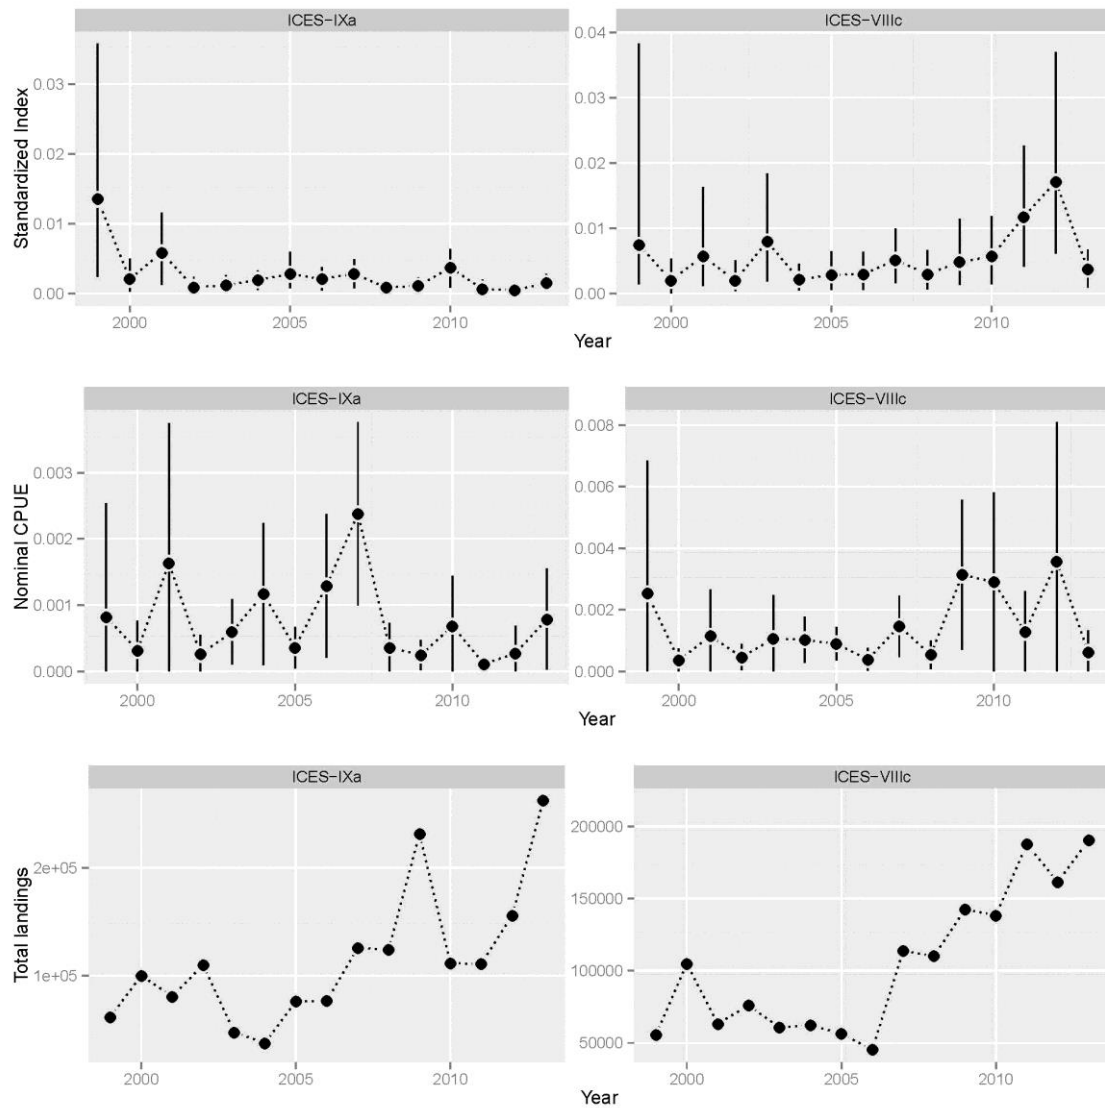 ICES-IXa
ICES-VIIIc
Standardized Index
0.03
0.02
0.01
0.00
0.04
0.03
0.02
0.01
0.00
2000
2005
2010
2000
2005
2010
Year
ICES-IXa
ICES-VIIIc
Nominal CPUE
0.003
0.002
0.001
0.000
0.008
0.006
0.004
0.002
0.000
2000
2005
2010
2000
2005
2010
Year
ICES-IXa
ICES-VIIIc
Total landings
2e+05
1e+05
200000
150000
100000
50000
2000
2005
2010
2000
2005
2010
Year